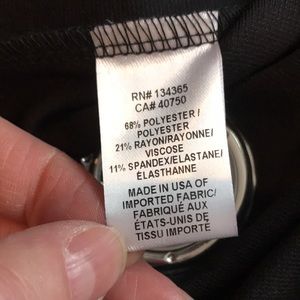 RN# 134365
CA# 40750
68% POLYESTER /
POLYESTER
21% RAYON/RAYONNE/
VISCOSE
11% SPANDEX/ELASTANE/
ÉLASTHANNE
MADE IN USA OF
IMPORTED FABRIC/
FABRIQUÉ AUX
ÉTATS-UNIS DE
TISSU IMPORTÉ